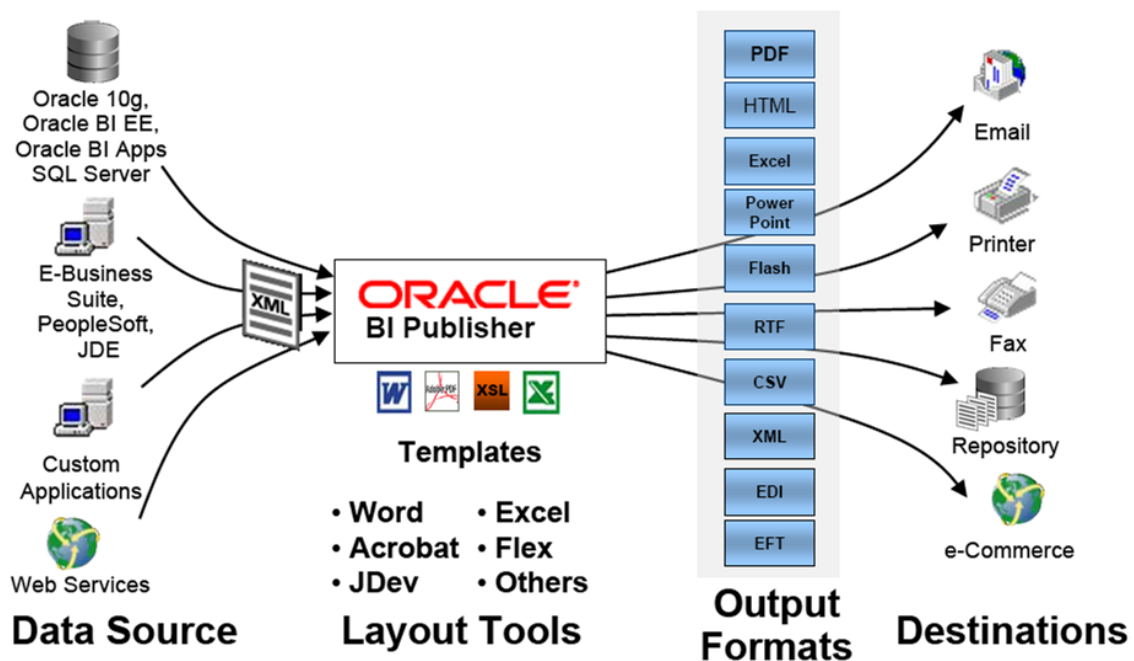 Oracle 10g,
Oracle BI EE,
Oracle BI Apps
SQL Server
E-Business
Suite,
PeopleSoft,
JDE
Custom
Applications
Web Services
Data Source
XML
ORACLE®
BI Publisher
W
Adobe PDF
XSL
X
Templates
• Word
• Acrobat
• JDev
• Excel
• Flex
• Others
Layout Tools
PDF
HTML
Excel
Power
Point
Flash
RTF
CSV
XML
EDI
EFT
Output
Formats
Email
Printer
Fax
Repository
e-Commerce
Destinations